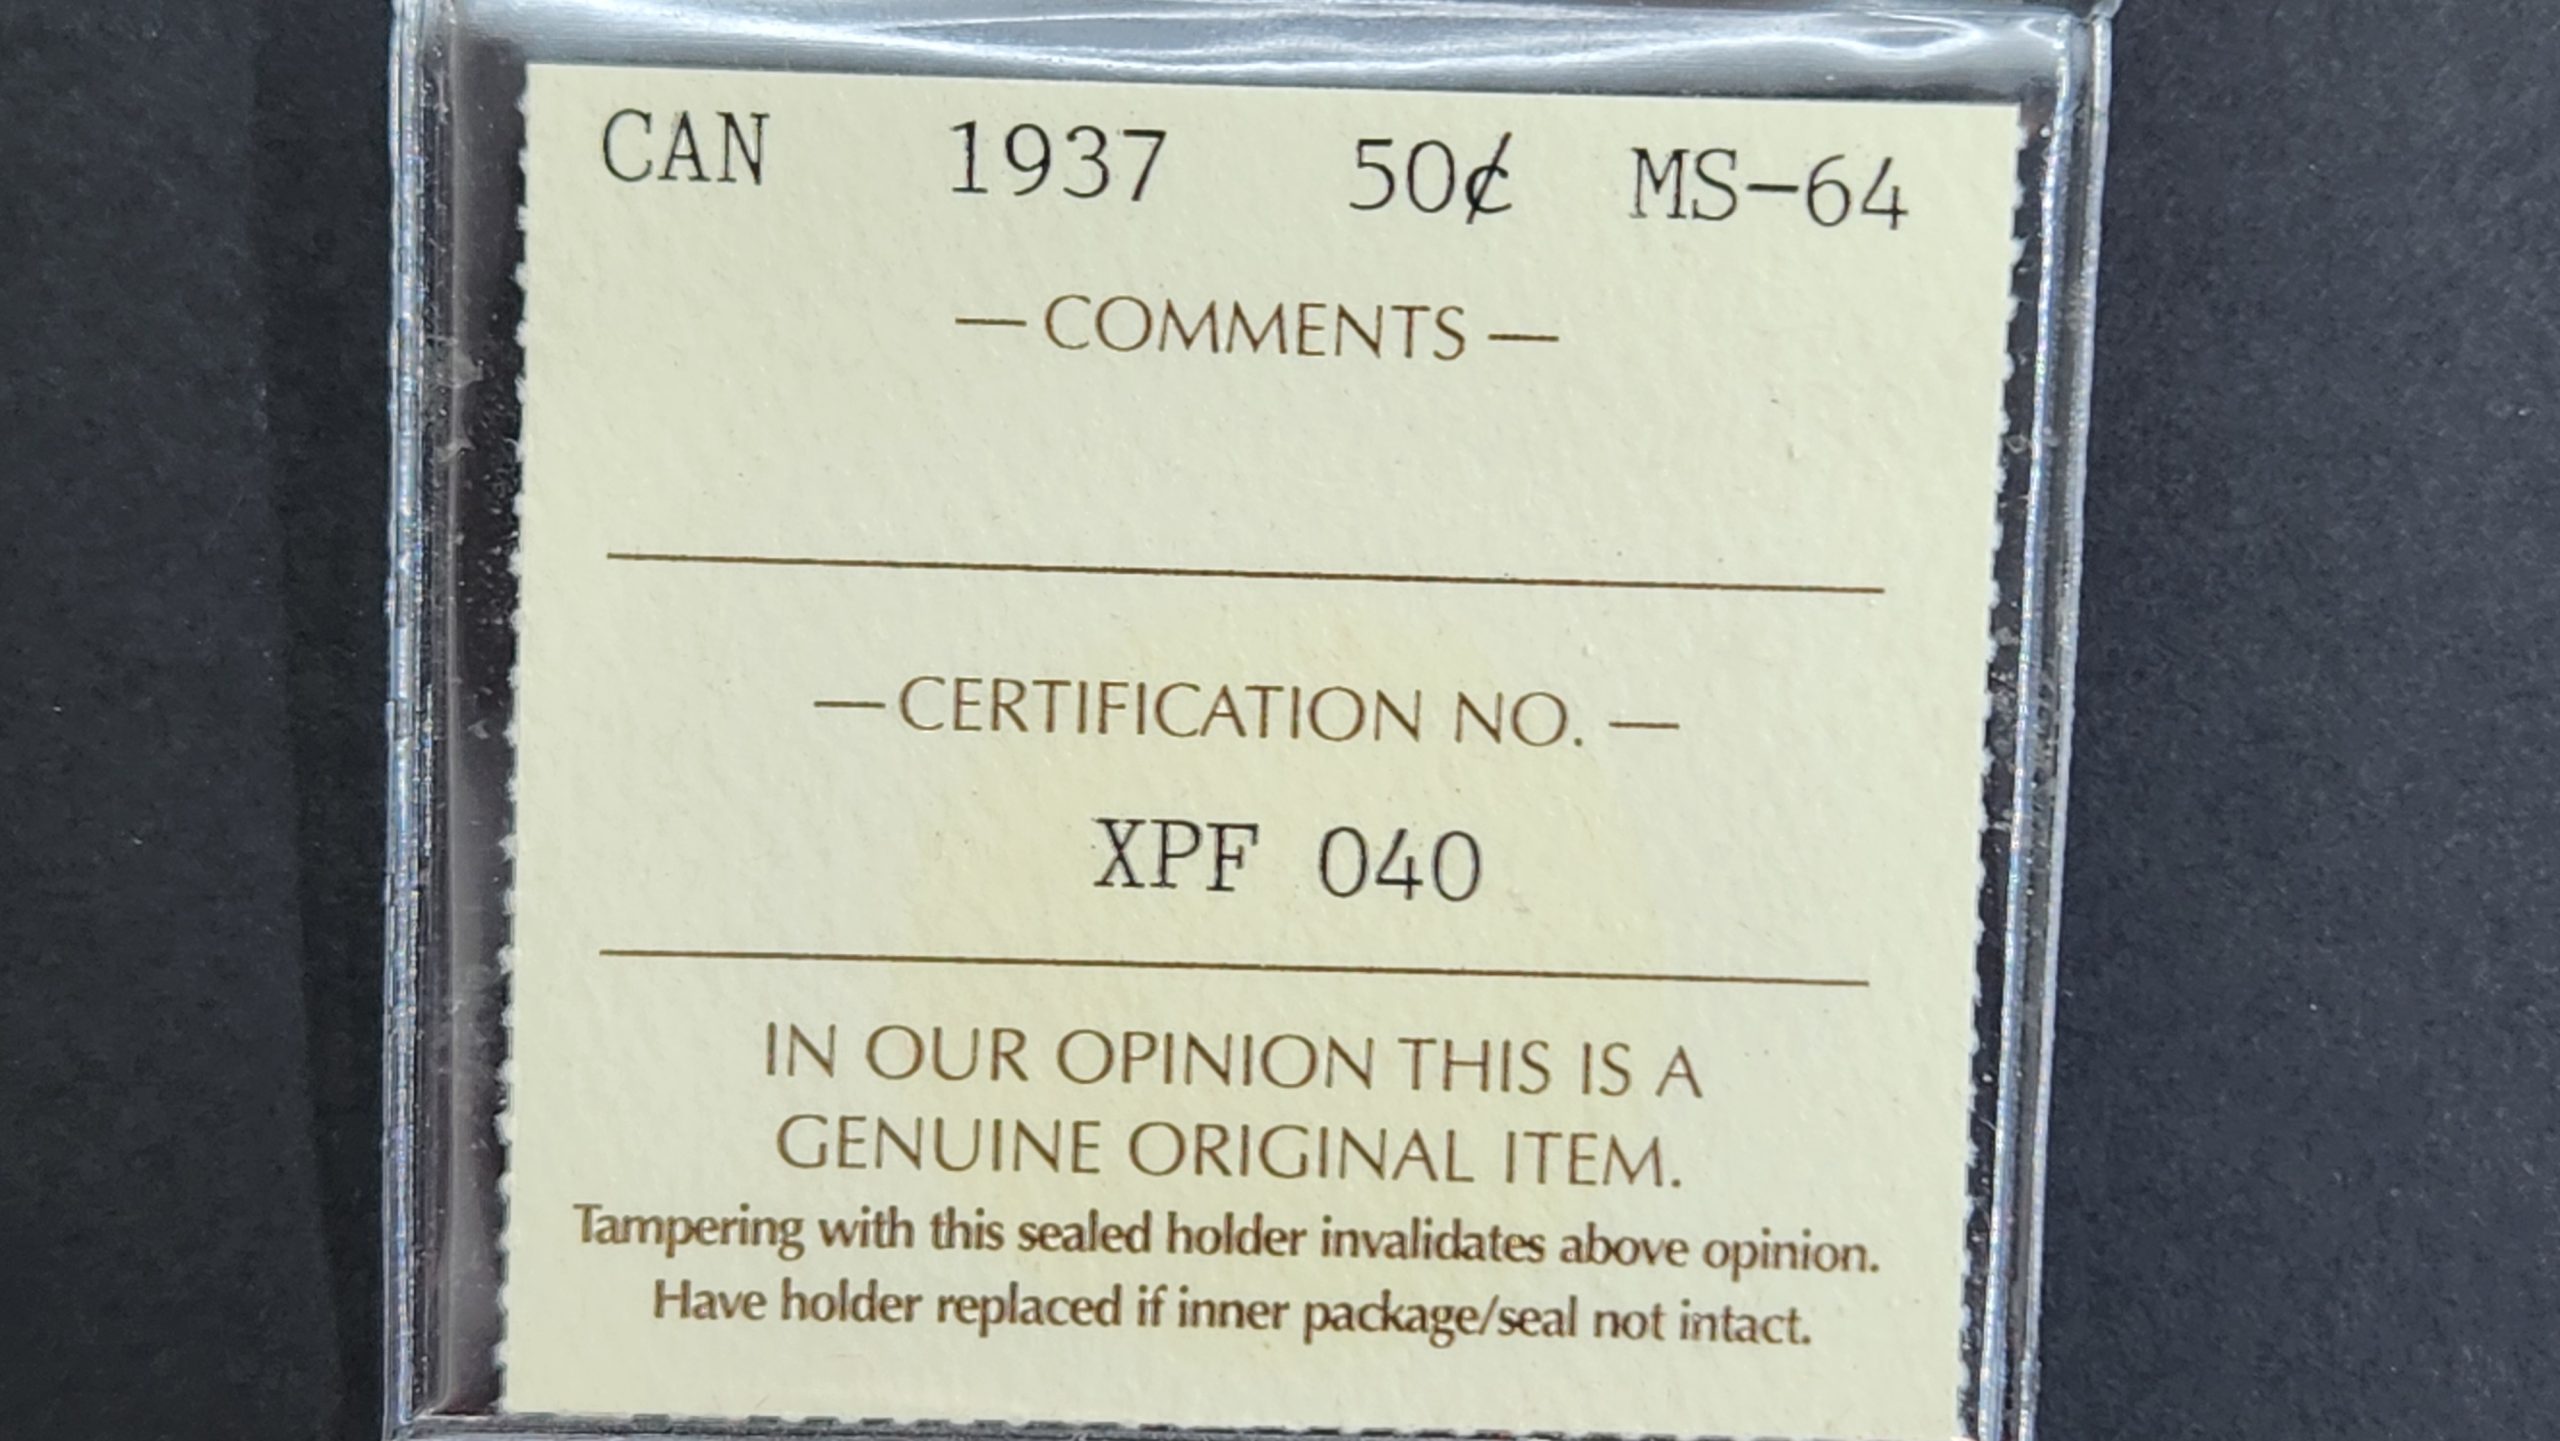 CAN 1937 50¢ MS-64
— COMMENTS —
— CERTIFICATION NO. —
XPF 040
IN OUR OPINION THIS IS A
GENUINE ORIGINAL ITEM.
Tampering with this sealed holder invalidates above opinion.
Have holder replaced if inner package/seal not intact.